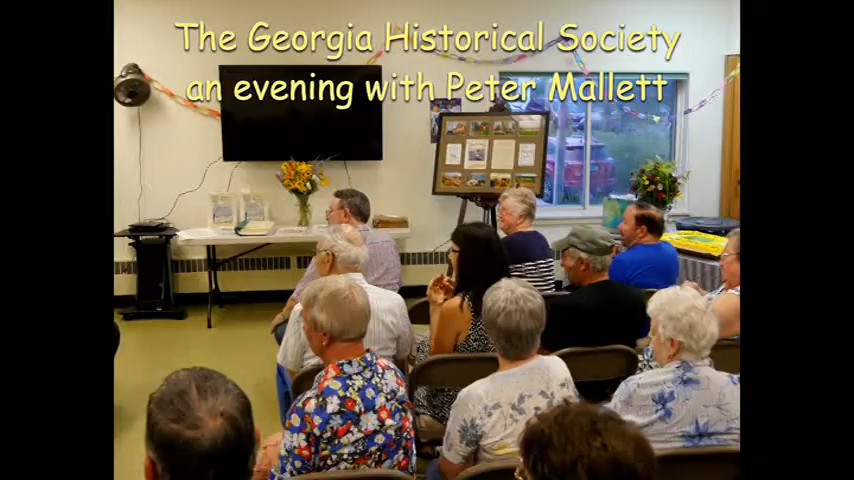 The Georgia Historical Society
an evening with Peter Mallett